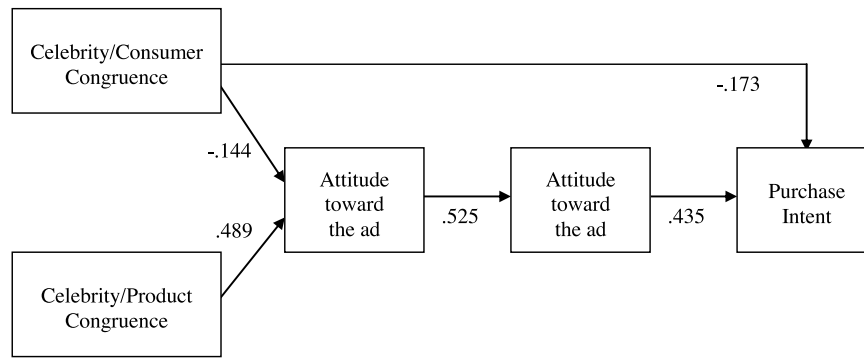 Celebrity/Consumer
Congruence
-.173
-.144
Attitude
toward
the ad
Attitude
toward
the ad
Purchase
Intent
.489
.525
.435
Celebrity/Product
Congruence